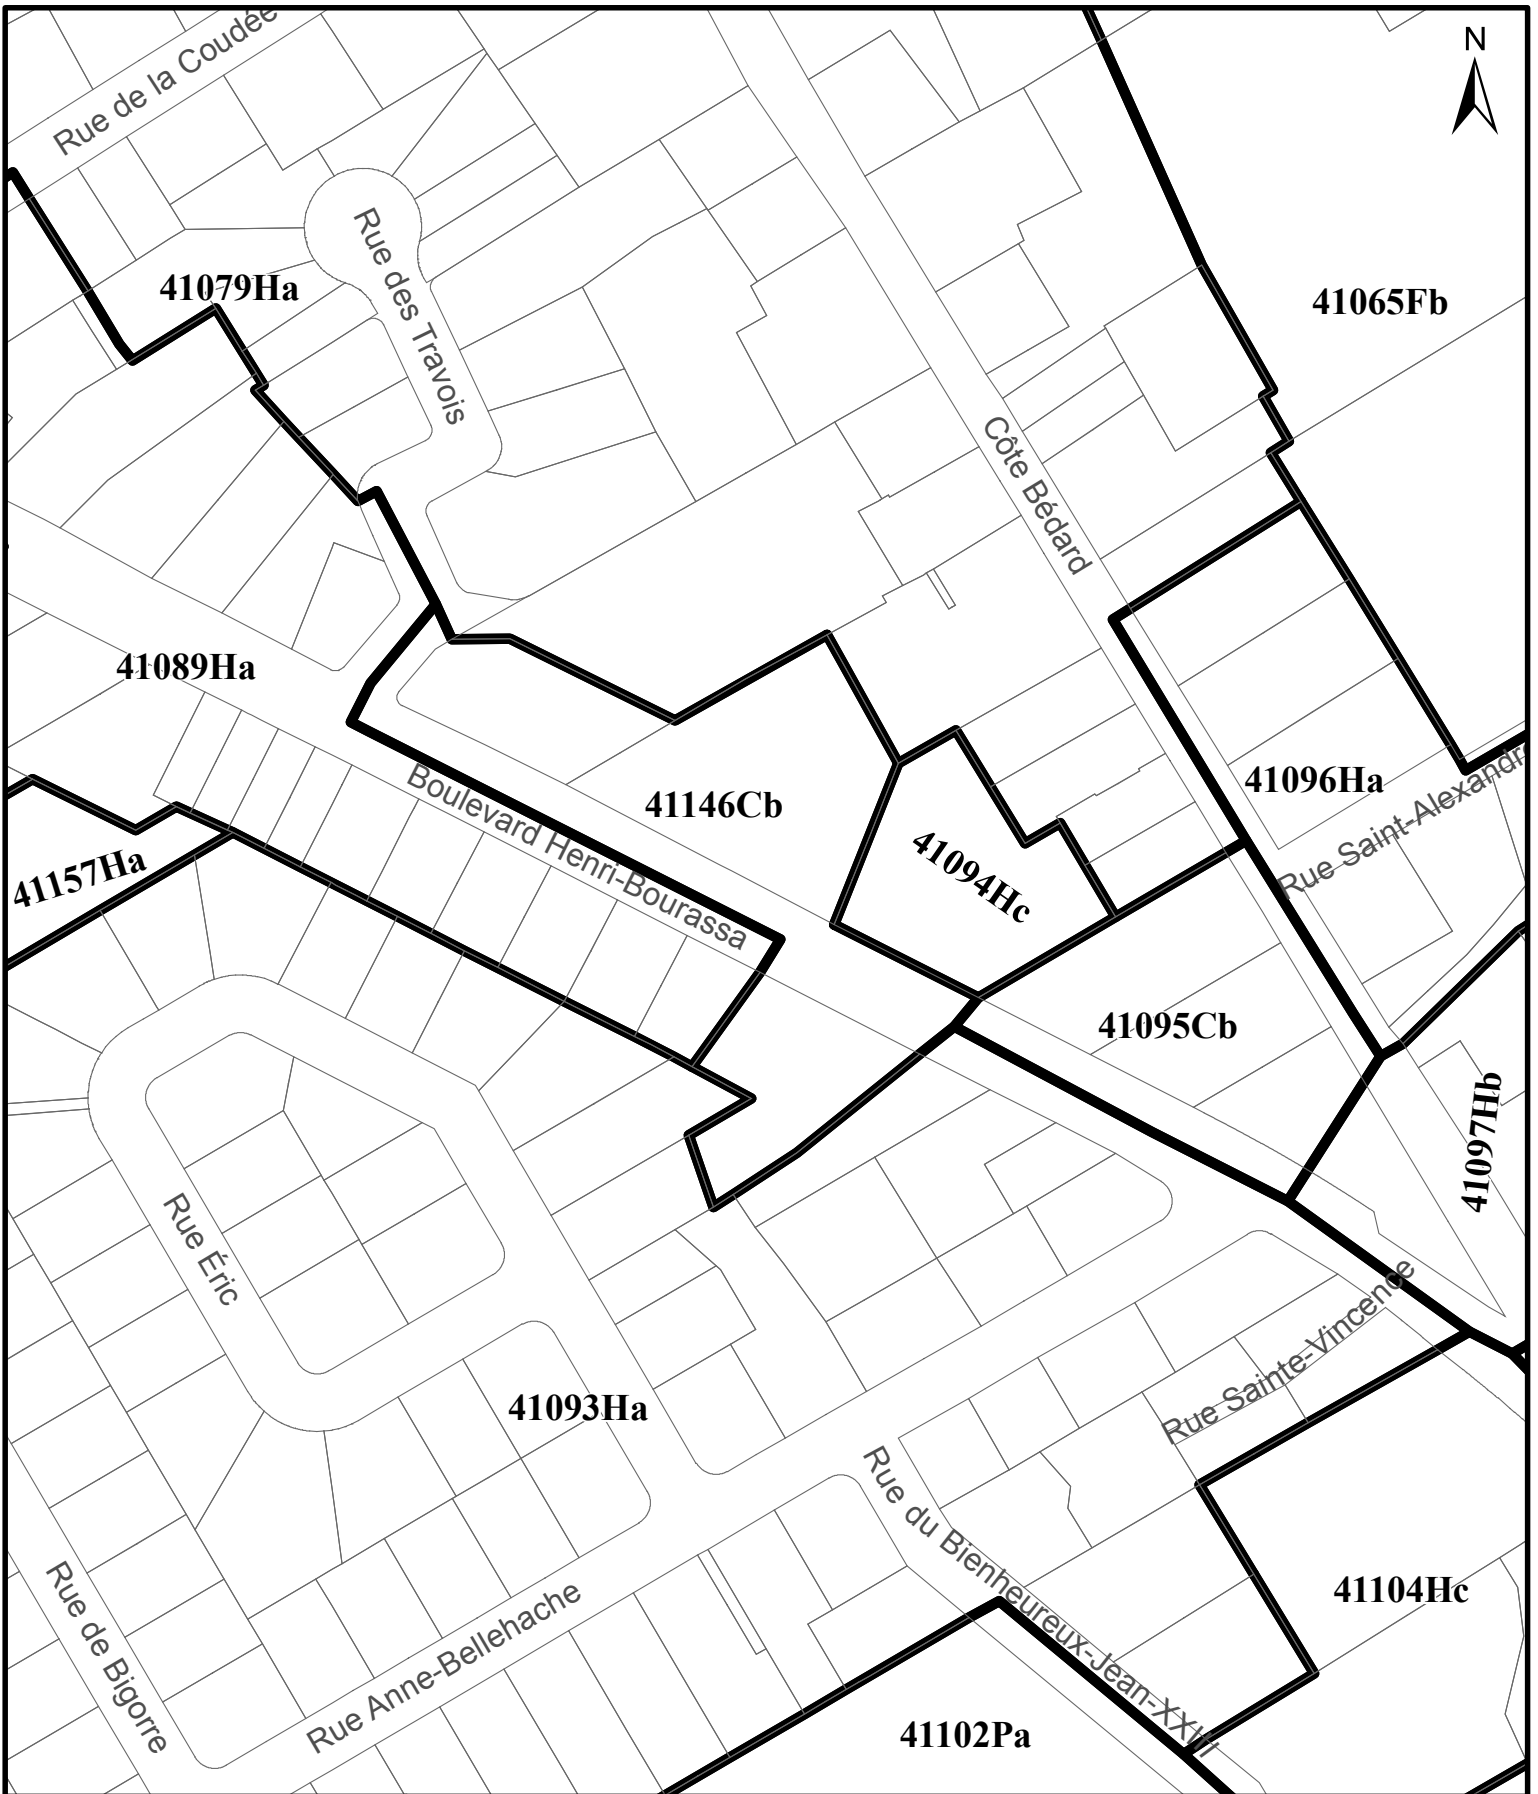 Rue de la Coudée
N
Rue des Travois
41079Ha
41065Fb
Côte Bédard
41089Ha
41096Ha
Rue Saint-Alexandre
Boulevard Henri-Bourassa
41146Cb
41094Hc
41157Ha
41095Cb
41097Hb
Rue Éric
Rue Sainte-Vincence
41093Ha
Rue du Bienheureux-Jean-XXIII
Rue de Bigorre
Rue Anne-Bellehache
41104Hc
41102Pa